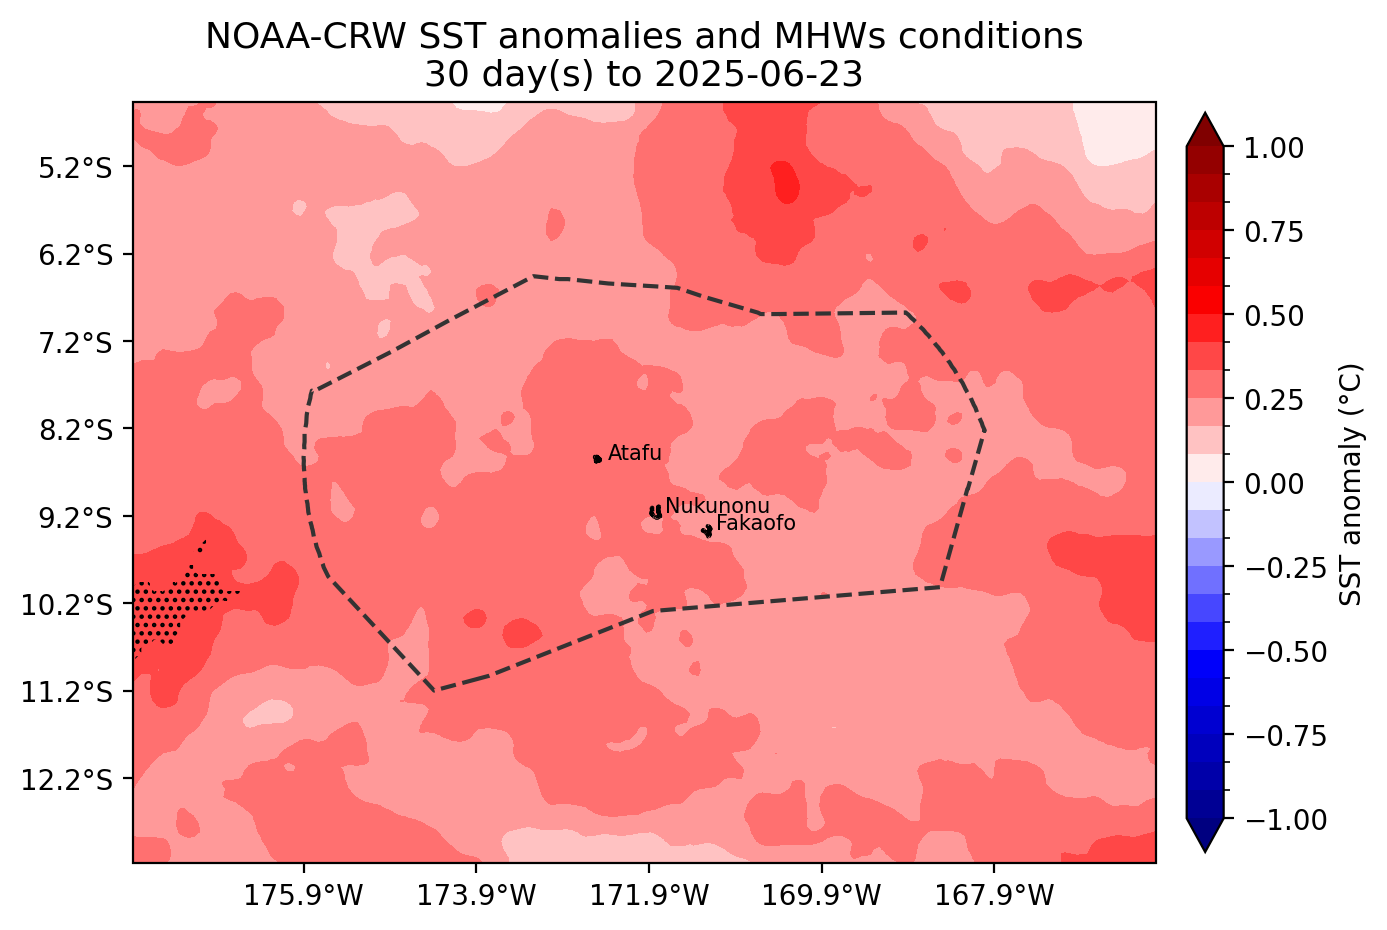 NOAA-CRW SST anomalies and MHWs conditions
30 day(s) to 2025-06-23
5.2°S
6.2°S
7.2°S
8.2°S
9.2°S
10.2°S
11.2°S
12.2°S
Atafu
Nukunonu
Fakaofo
175.9°W
173.9°W
171.9°W
169.9°W
167.9°W
1.00
0.75
0.50
0.25
0.00
−0.25
−0.50
−0.75
−1.00
SST anomaly (°C)